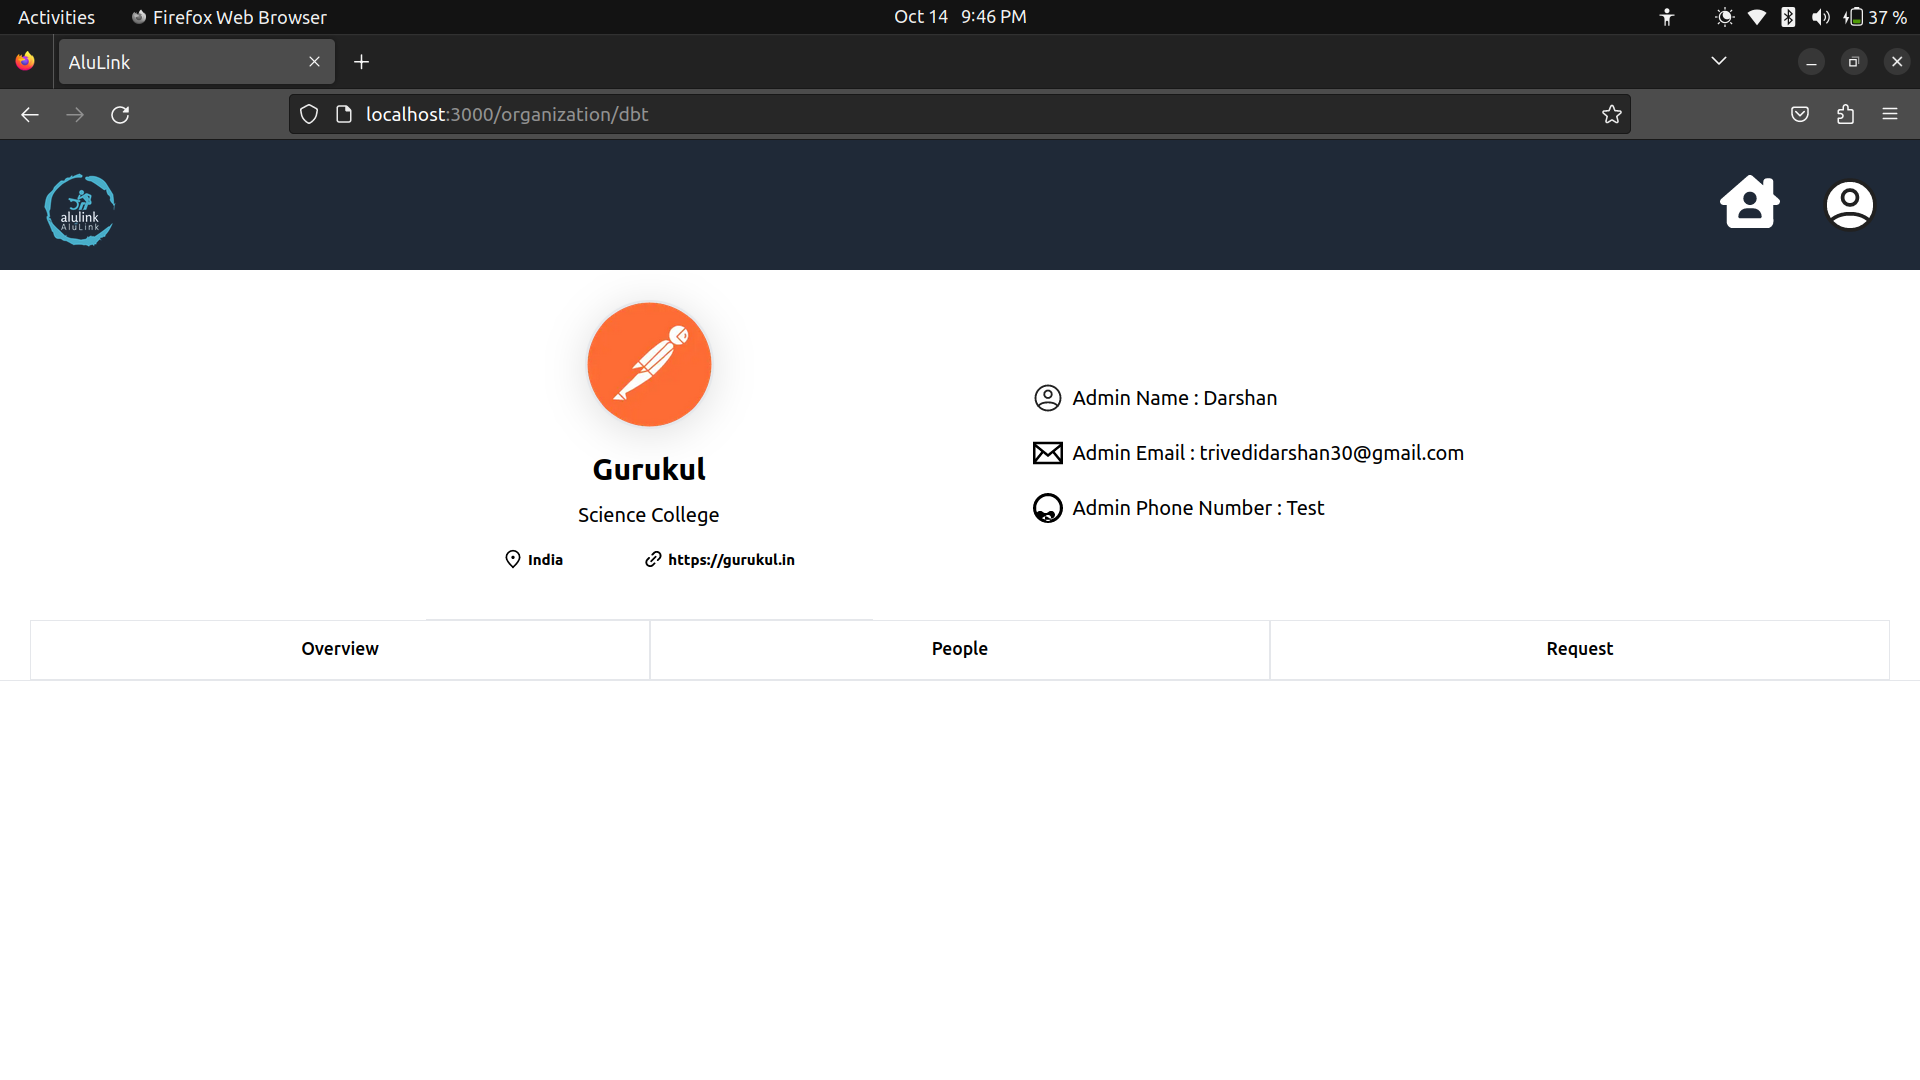 Activities Firefox Web Browser Oct 14 9:46 PM 37 %
AluLink
localhost:3000/organization/dbt
alulink
AluLink
Gurukul
Science College
India https://gurukul.in
Admin Name : Darshan
Admin Email : trivedidarshan30@gmail.com
Admin Phone Number : Test
Overview People Request